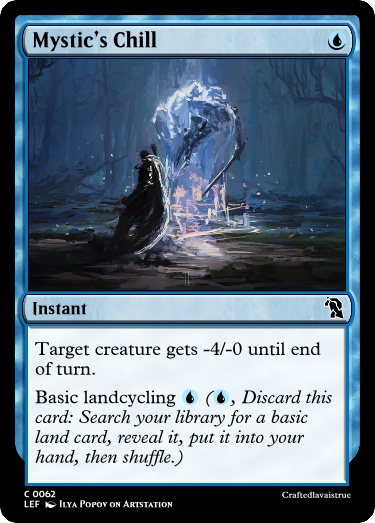 Mystic's Chill
Instant
Target creature gets -4/-0 until end
of turn.
Basic landcycling (, Discard this
card: Search your library for a basic
land card, reveal it, put it into your
hand, then shuffle.)
C 0062
LEF Ilya Popov on Artstation
Craftedlavaistrue